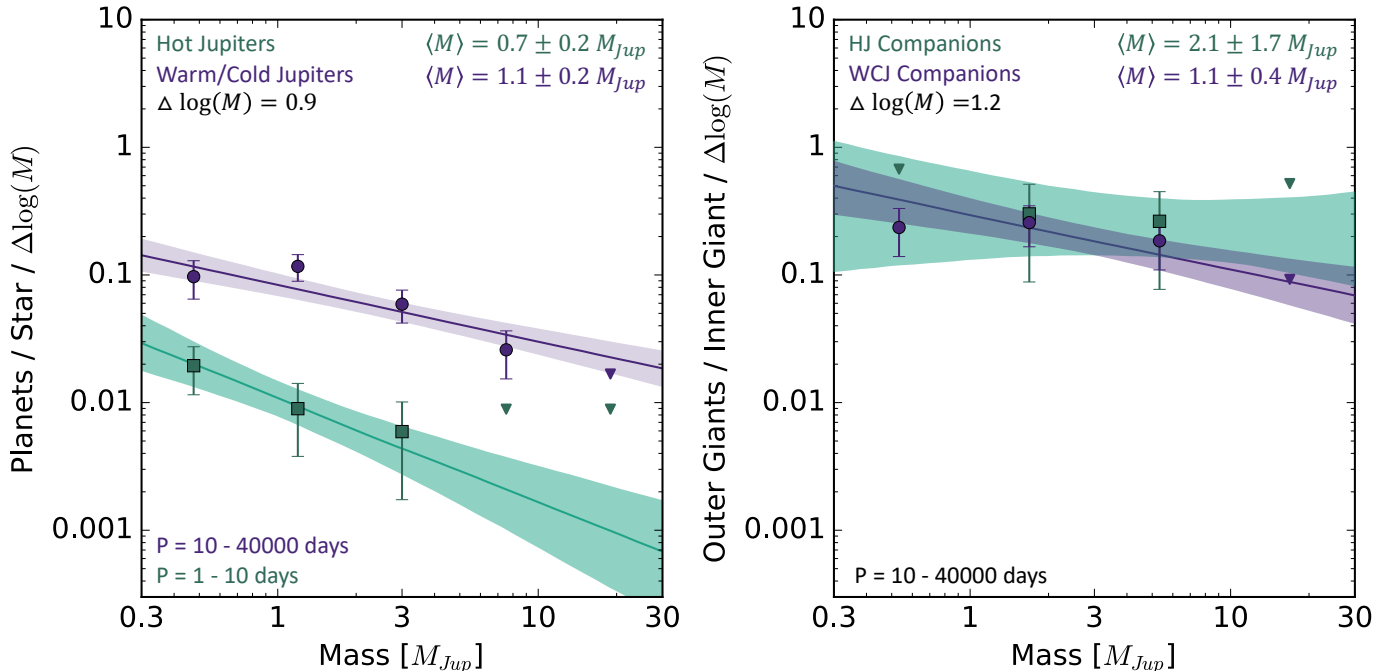 10
1
0.1
0.01
0.001
Planets / Star / Δlog(M)
Hot Jupiters
⟨M⟩ = 0.7 ± 0.2 M_Jup
Warm/Cold Jupiters
⟨M⟩ = 1.1 ± 0.2 M_Jup
Δ log(M) = 0.9
P = 10 - 40000 days
P = 1 - 10 days
0.3 1 3 10 30
Mass [M_Jup]
10
1
0.1
0.01
0.001
Outer Giants / Inner Giant / Δlog(M)
HJ Companions
⟨M⟩ = 2.1 ± 1.7 M_Jup
WCJ Companions
⟨M⟩ = 1.1 ± 0.4 M_Jup
Δ log(M) =1.2
P = 10 - 40000 days
0.3 1 3 10 30
Mass [M_Jup]